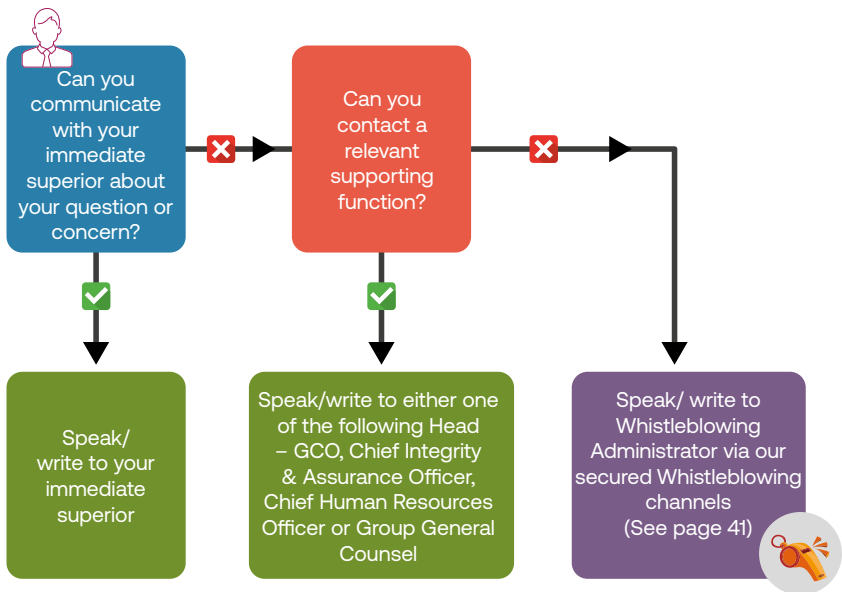 Can you
communicate
with your
immediate
superior about
your question or
concern?
Can you
contact a
relevant
supporting
function?
Speak/
write to your
immediate
superior
Speak/write to either one
of the following Head
– GCO, Chief Integrity
& Assurance Officer,
Chief Human Resources
Officer or Group General
Counsel
Speak/ write to
Whistleblowing
Administrator via our
secured Whistleblowing
channels
(See page 41)